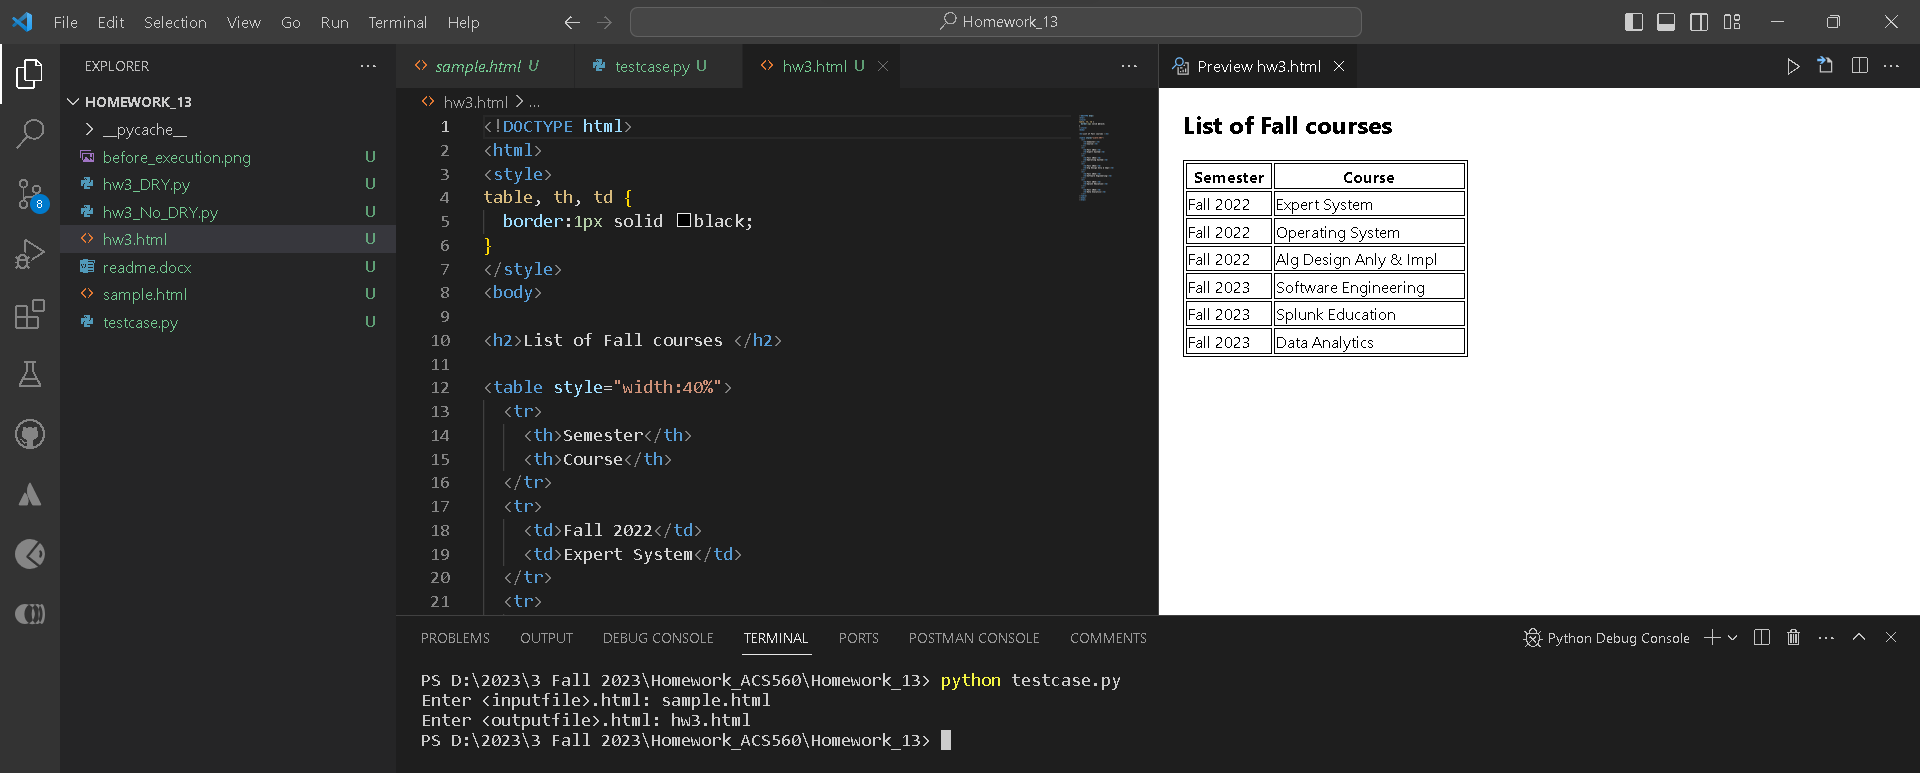 File Edit Selection View Go Run Terminal Help Homework_13
EXPLORER
HOMEWORK_13
__pycache__
before_execution.png U
hw3_DRY.py U
hw3_No_DRY.py U
hw3.html U
readme.docx U
sample.html U
testcase.py U
8
sample.html U testcase.py U hw3.html U
hw3.html > ...
1 <!DOCTYPE html>
2 <html>
3 <style>
4 table, th, td {
5 border:1px solid black;
6 }
7 </style>
8 <body>
9
10 <h2>List of Fall courses </h2>
11
12 <table style="width:40%">
13 <tr>
14 <th>Semester</th>
15 <th>Course</th>
16 </tr>
17 <tr>
18 <td>Fall 2022</td>
19 <td>Expert System</td>
20 </tr>
21 <tr>
Preview hw3.html
List of Fall courses
Semester Course
Fall 2022 Expert System
Fall 2022 Operating System
Fall 2022 Alg Design Anly & Impl
Fall 2023 Software Engineering
Fall 2023 Splunk Education
Fall 2023 Data Analytics
PROBLEMS OUTPUT DEBUG CONSOLE TERMINAL PORTS POSTMAN CONSOLE COMMENTS Python Debug Console
PS D:\2023\3 Fall 2023\Homework_ACS560\Homework_13> python testcase.py
Enter <inputfile>.html: sample.html
Enter <outputfile>.html: hw3.html
PS D:\2023\3 Fall 2023\Homework_ACS560\Homework_13>